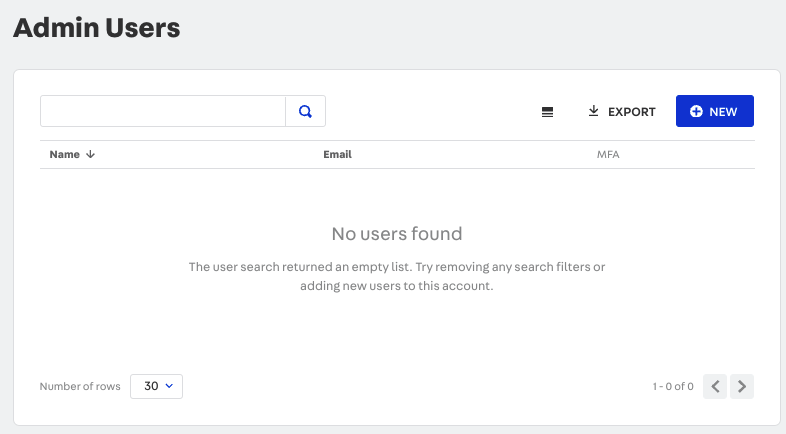 Admin Users
EXPORT
NEW
Name
Email
MFA
No users found
The user search returned an empty list. Try removing any search filters or
adding new users to this account.
Number of rows
30
1 - 0 of 0